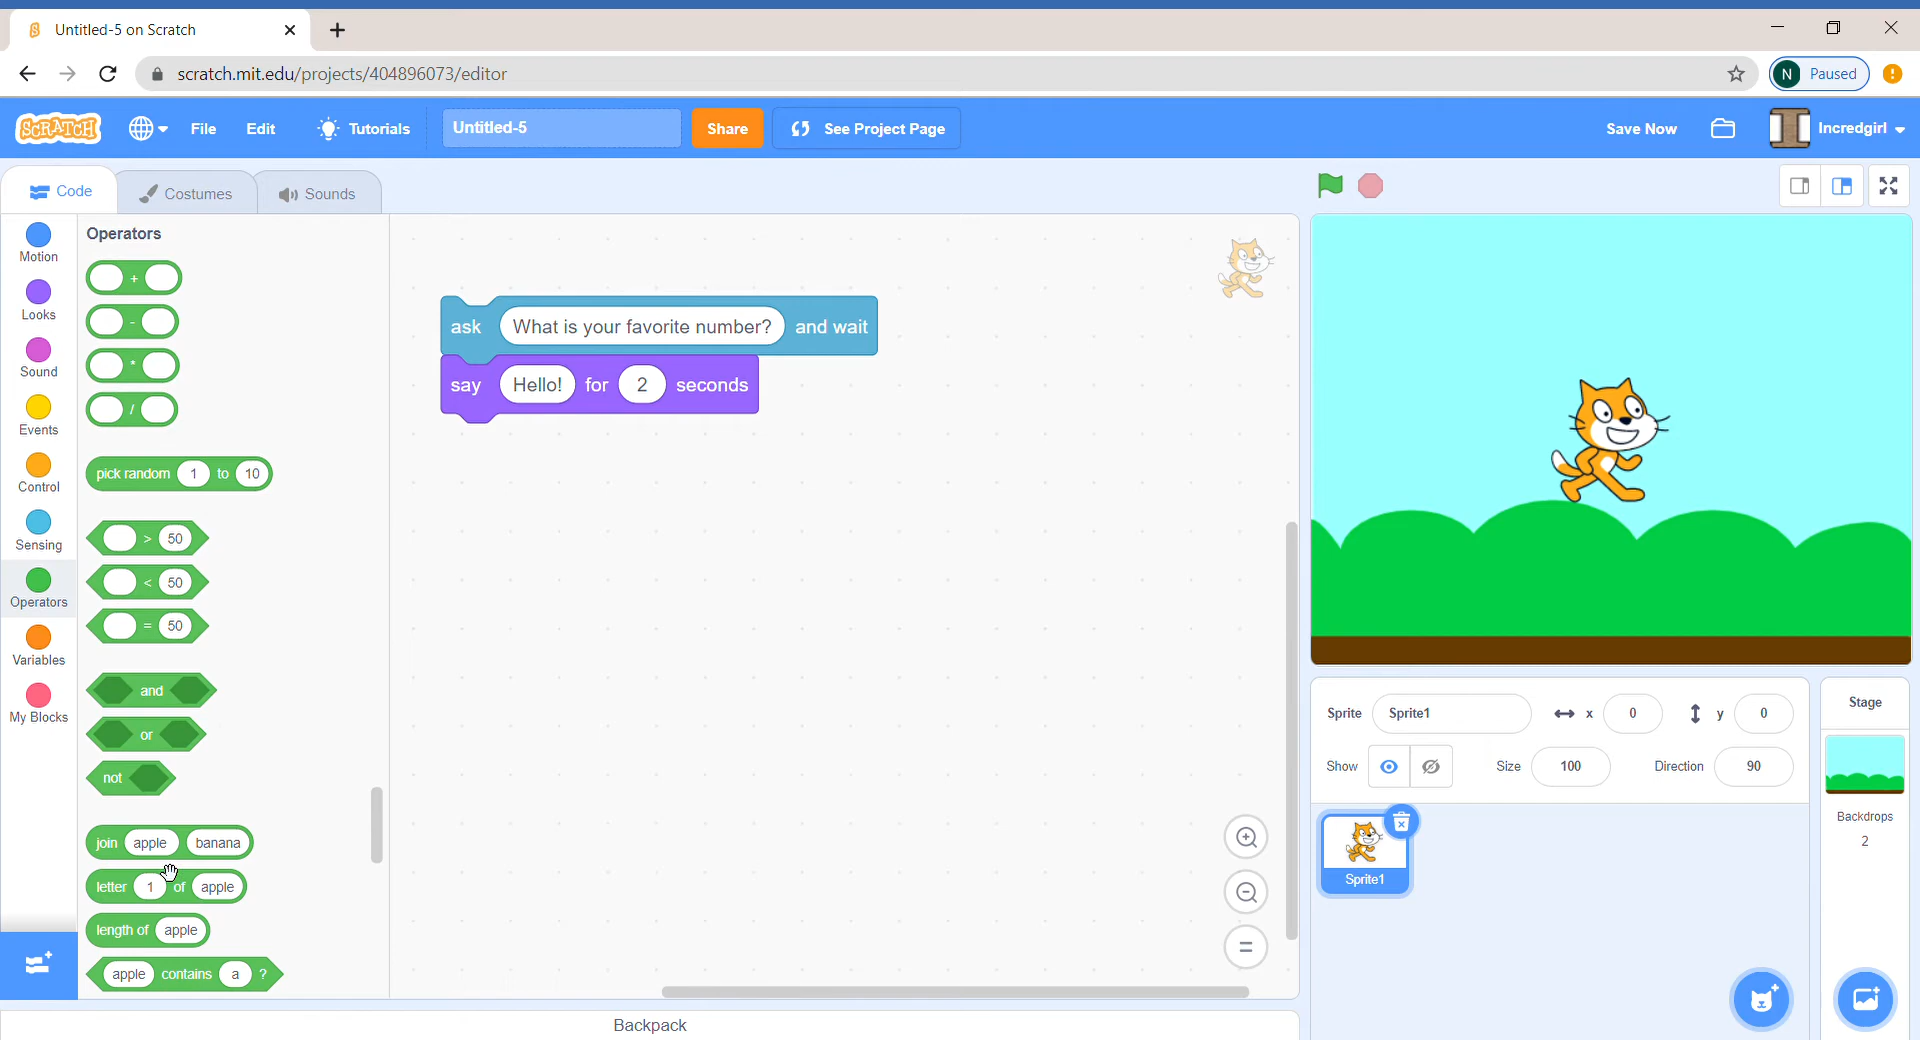 Untitled-5 on Scratch
scratch.mit.edu/projects/404896073/editor
N Paused
SCRATCH File Edit Tutorials Untitled-5 Share See Project Page Save Now Incredgirl
Code Costumes Sounds
Motion
Looks
Sound
Events
Control
Sensing
Operators
Variables
My Blocks
Operators
+
-
*
/
pick random 1 to 10
> 50
< 50
= 50
and
or
not
join apple banana
letter 1 of apple
length of apple
apple contains a ?
ask What is your favorite number? and wait
say Hello! for 2 seconds
Backpack
Sprite Sprite1 x 0 y 0
Show Size 100 Direction 90
Sprite1
Stage
Backdrops
2